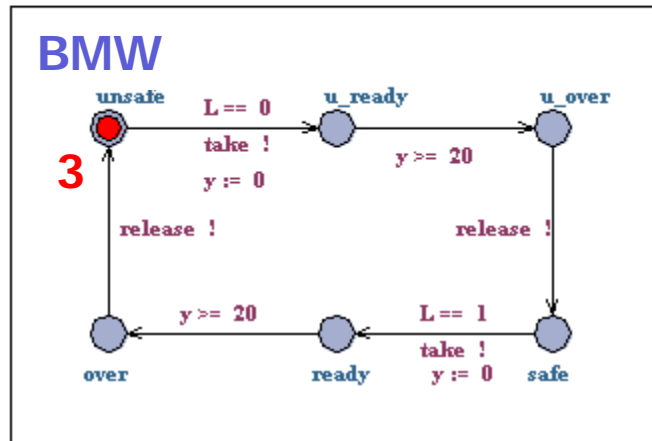 BMW
unsafe
L == 0
u_ready
u_over
take !
y >= 20
y := 0
3
release !
release !
y >= 20
L == 1
take !
y := 0
over
ready
safe